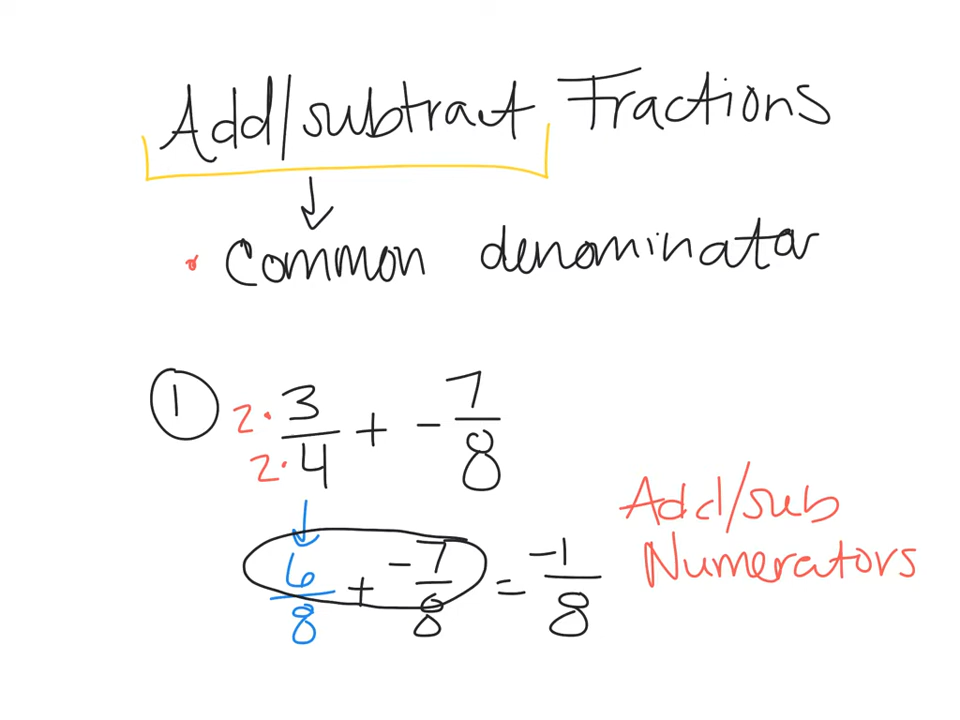 Add/subtract Fractions
↓
• Common denominator
① 2· 3/2· 4 + - 7/8
↓
6/8 + -7/8 = -1/8
Add/sub
Numerators